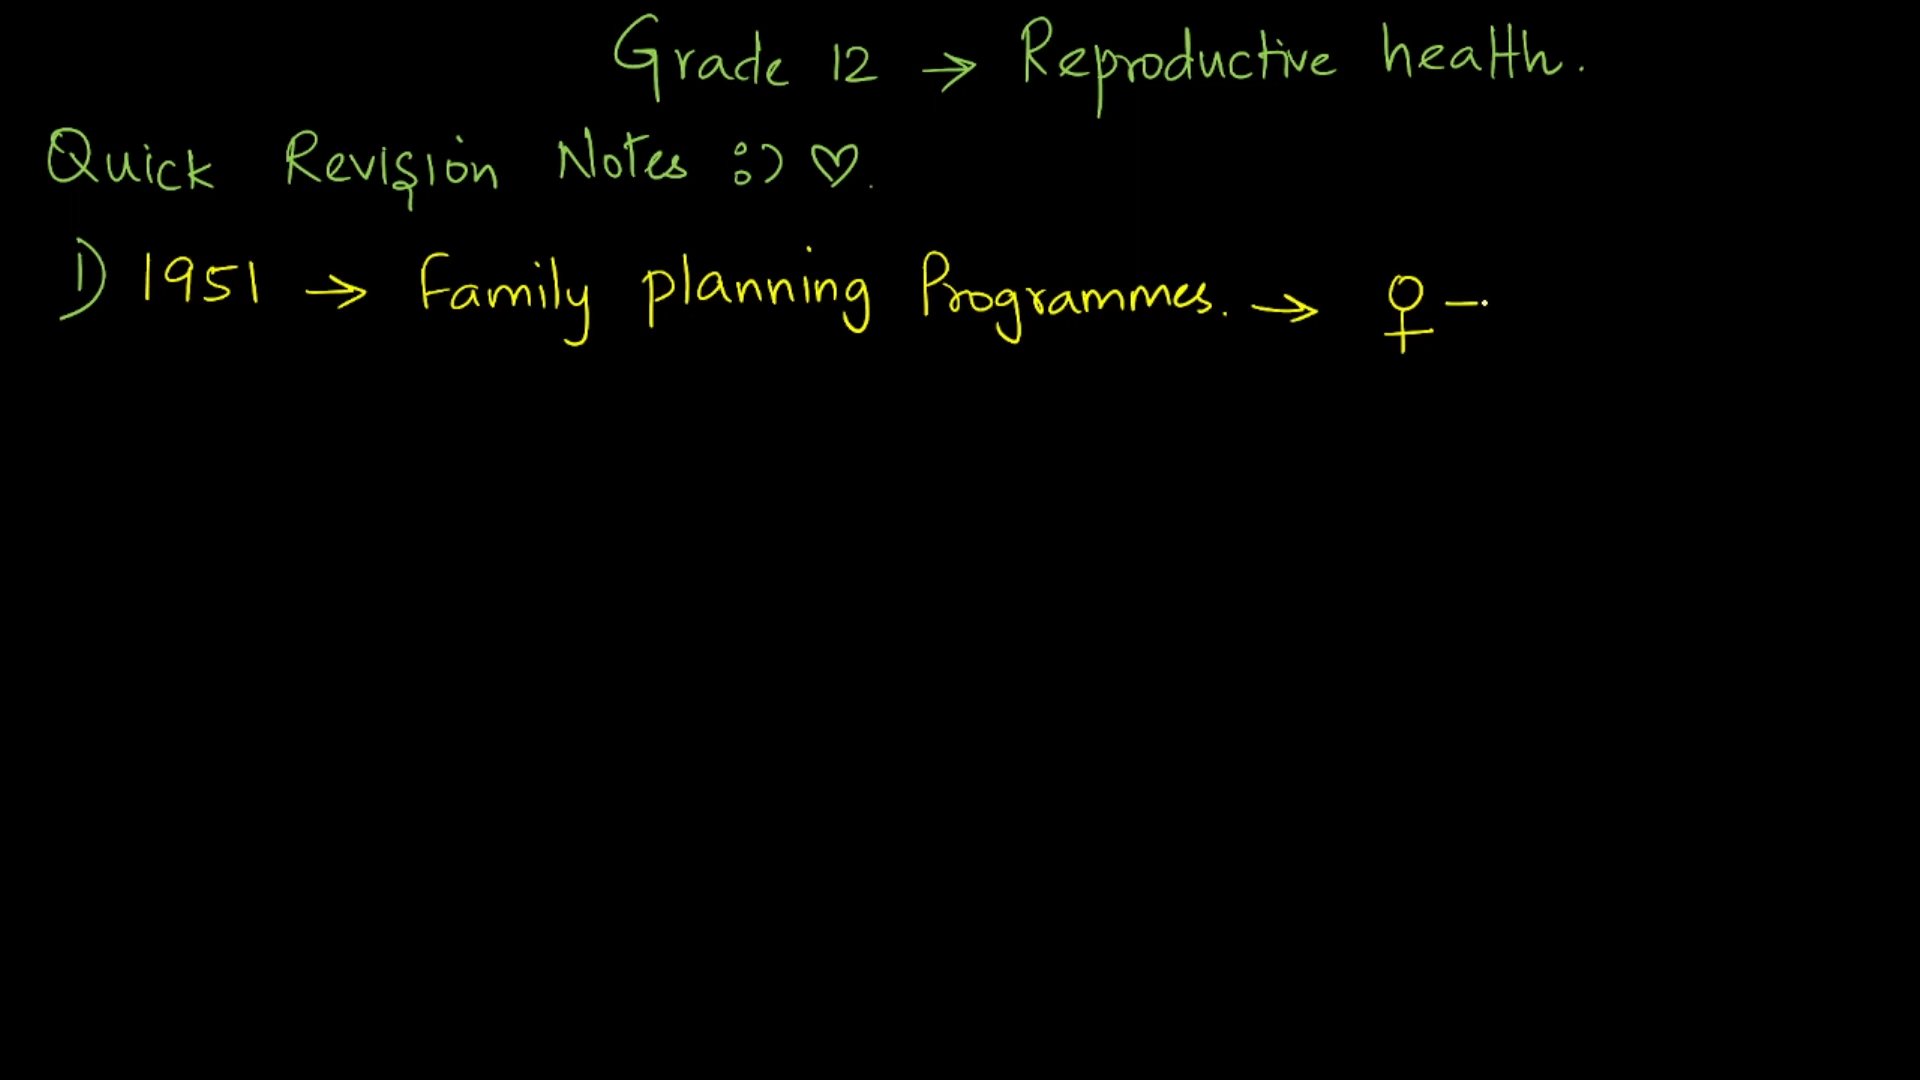 Grade 12 → Reproductive health.
Quick Revision Notes :) ♡.
1) 1951 → Family planning Programmes. → ♀ -